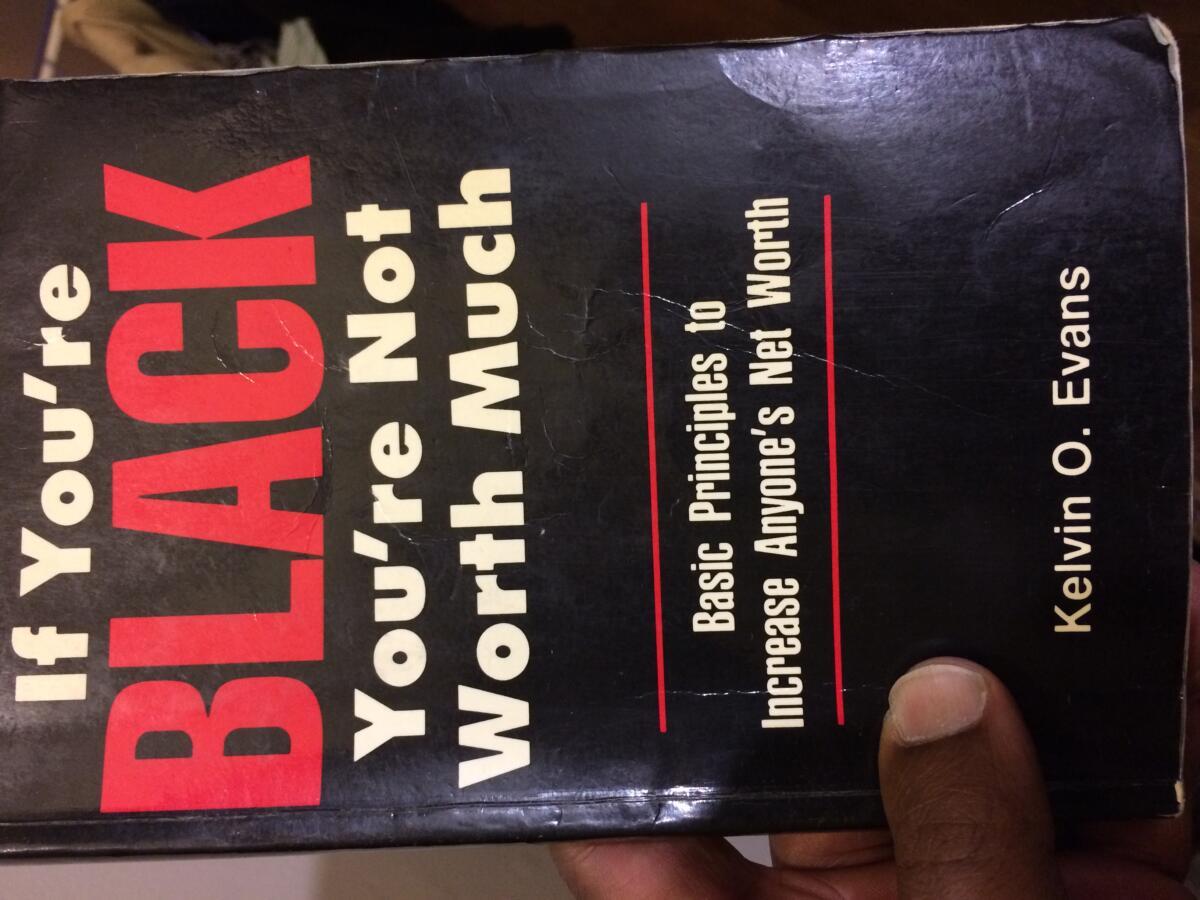 If You're
BLACK
You're Not
Worth Much
Basic Principles to
Increase Anyone's Net Worth
Kelvin O. Evans